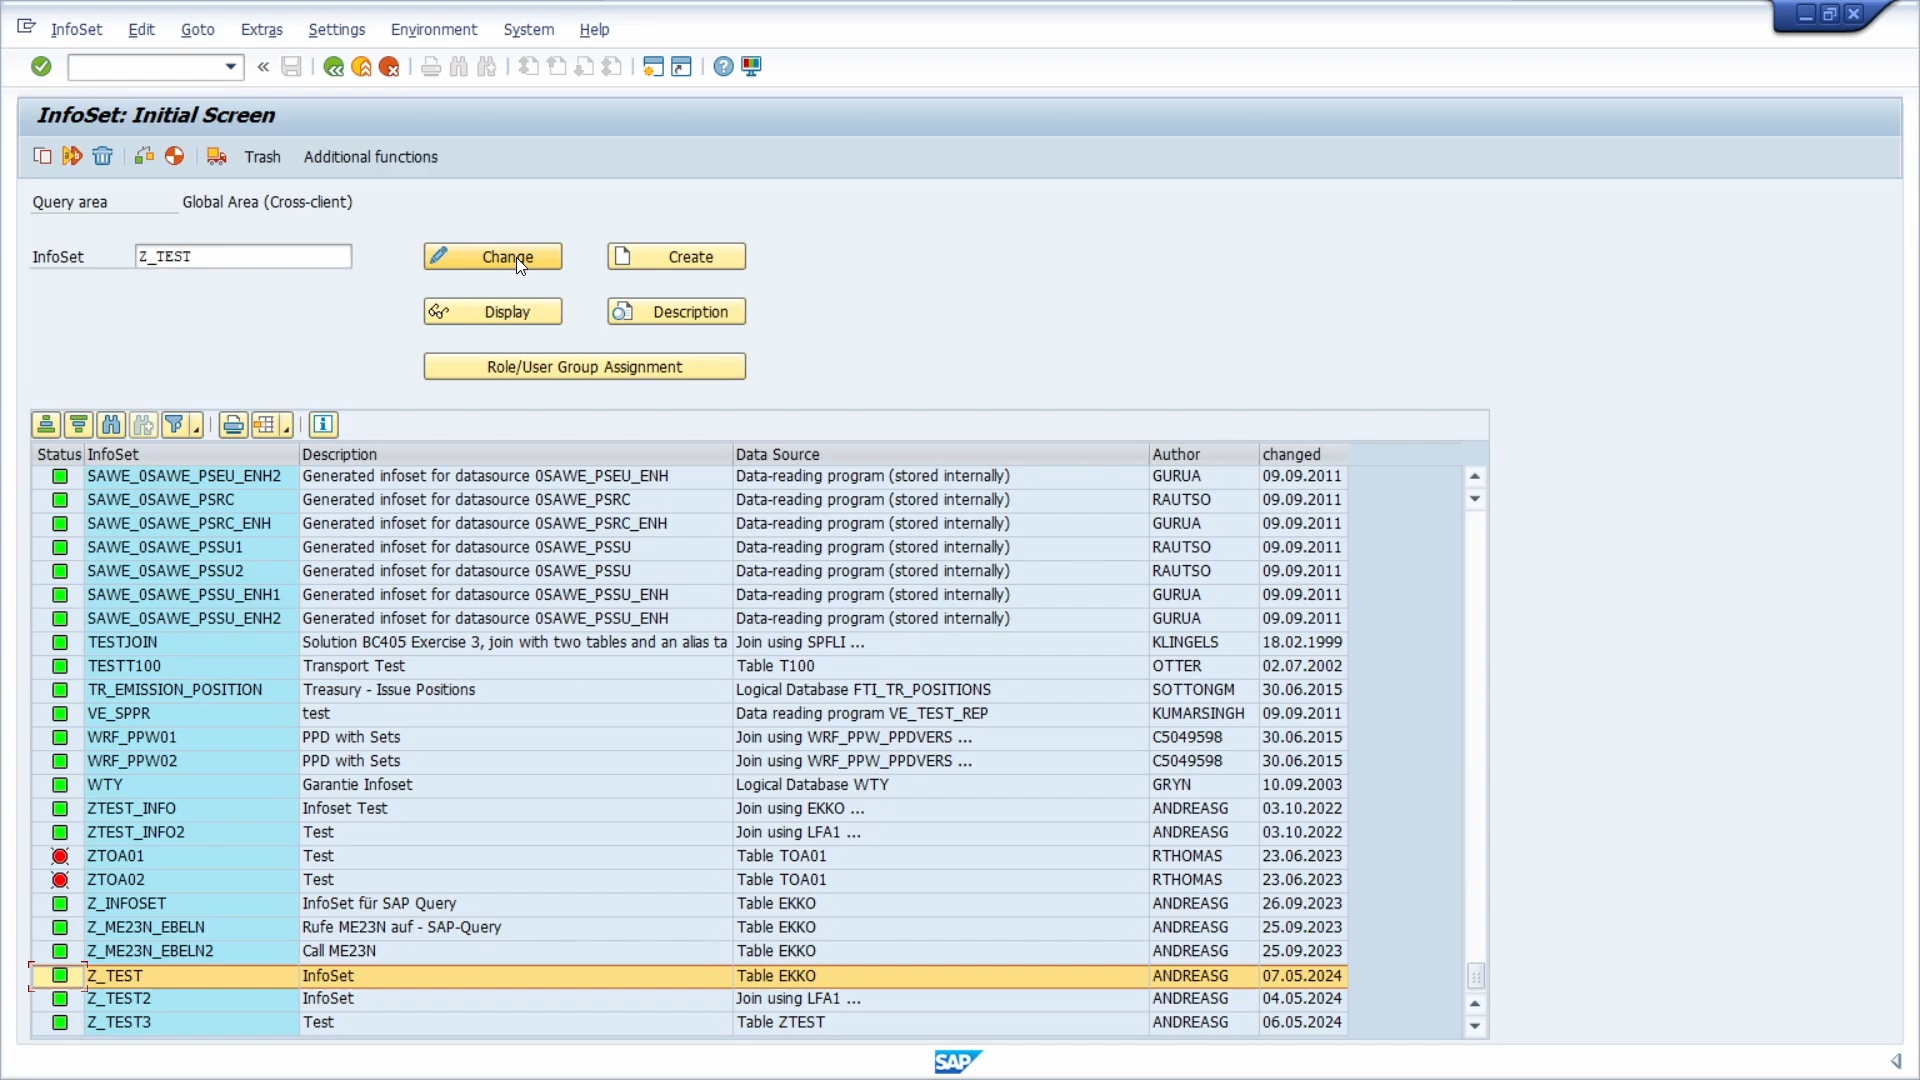 InfoSet Edit Goto Extras Settings Environment System Help
InfoSet: Initial Screen
Trash Additional functions
Query area Global Area (Cross-client)
InfoSet Z_TEST Change Create
Display Description
Role/User Group Assignment
Status InfoSet Description Data Source Author changed
SAWE_0SAWE_PSEU_ENH2 Generated infoset for datasource 0SAWE_PSEU_ENH Data-reading program (stored internally) GURUA 09.09.2011
SAWE_0SAWE_PSRC Generated infoset for datasource 0SAWE_PSRC Data-reading program (stored internally) RAUTSO 09.09.2011
SAWE_0SAWE_PSRC_ENH Generated infoset for datasource 0SAWE_PSRC_ENH Data-reading program (stored internally) GURUA 09.09.2011
SAWE_0SAWE_PSSU1 Generated infoset for datasource 0SAWE_PSSU Data-reading program (stored internally) RAUTSO 09.09.2011
SAWE_0SAWE_PSSU2 Generated infoset for datasource 0SAWE_PSSU Data-reading program (stored internally) RAUTSO 09.09.2011
SAWE_0SAWE_PSSU_ENH1 Generated infoset for datasource 0SAWE_PSSU_ENH Data-reading program (stored internally) GURUA 09.09.2011
SAWE_0SAWE_PSSU_ENH2 Generated infoset for datasource 0SAWE_PSSU_ENH Data-reading program (stored internally) GURUA 09.09.2011
TESTJOIN Solution BC405 Exercise 3, join with two tables and an alias ta Join using SPFLI ... KLINGELS 18.02.1999
TESTT100 Transport Test Table T100 OTTER 02.07.2002
TR_EMISSION_POSITION Treasury - Issue Positions Logical Database FTI_TR_POSITIONS SOTTONGM 30.06.2015
VE_SPPR test Data reading program VE_TEST_REP KUMARSINGH 09.09.2011
WRF_PPW01 PPD with Sets Join using WRF_PPW_PPDVERS ... C5049598 30.06.2015
WRF_PPW02 PPD with Sets Join using WRF_PPW_PPDVERS ... C5049598 30.06.2015
WTY Garantie Infoset Logical Database WTY GRYN 10.09.2003
ZTEST_INFO Infoset Test Join using EKKO ... ANDREASG 03.10.2022
ZTEST_INFO2 Test Join using LFA1 ... ANDREASG 03.10.2022
ZTOA01 Test Table TOA01 RTHOMAS 23.06.2023
ZTOA02 Test Table TOA01 RTHOMAS 23.06.2023
Z_INFOSET InfoSet für SAP Query Table EKKO ANDREASG 26.09.2023
Z_ME23N_EBELN Rufe ME23N auf - SAP-Query Table EKKO ANDREASG 25.09.2023
Z_ME23N_EBELN2 Call ME23N Table EKKO ANDREASG 25.09.2023
Z_TEST InfoSet Table EKKO ANDREASG 07.05.2024
Z_TEST2 InfoSet Join using LFA1 ... ANDREASG 04.05.2024
Z_TEST3 Test Table ZTEST ANDREASG 06.05.2024
SAP